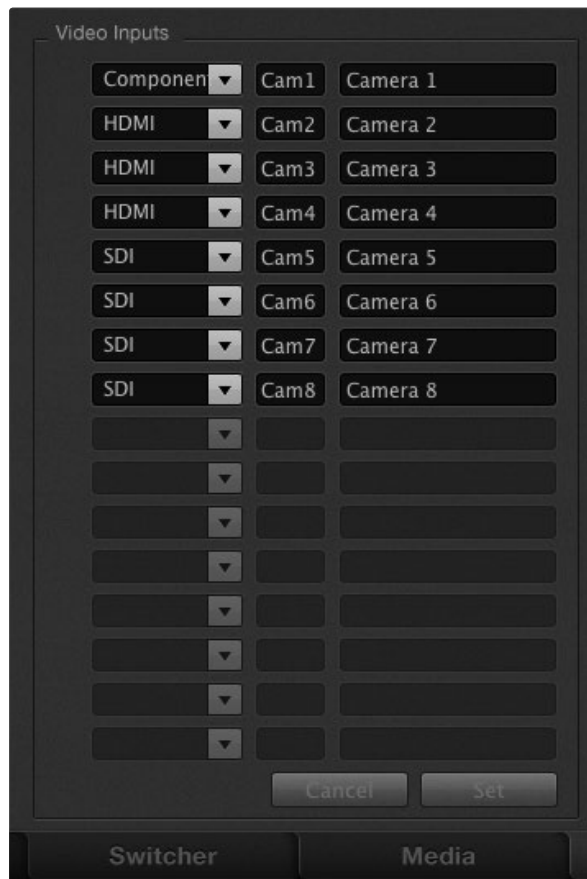 Video Inputs
Componen Cam1 Camera 1
HDMI Cam2 Camera 2
HDMI Cam3 Camera 3
HDMI Cam4 Camera 4
SDI Cam5 Camera 5
SDI Cam6 Camera 6
SDI Cam7 Camera 7
SDI Cam8 Camera 8
Cancel Set
Switcher Media